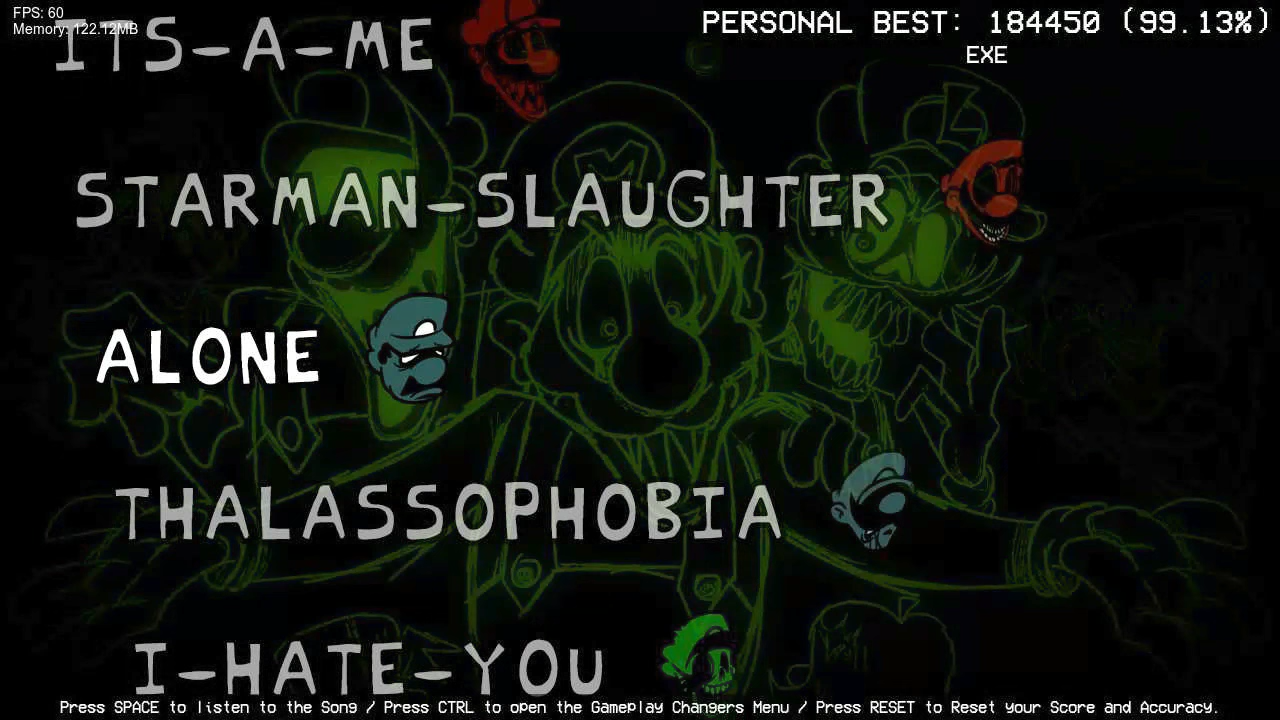 FPS: 60
Memory: 122.12MB
PERSONAL BEST: 184450 (99.13%)
EXE
ITS-A-ME
STARMAN-SLAUGHTER
ALONE
THALASSOPHOBIA
I-HATE-YOU
Press SPACE to listen to the Song / Press CTRL to open the Gameplay Changers Menu / Press RESET to Reset your Score and Accuracy.